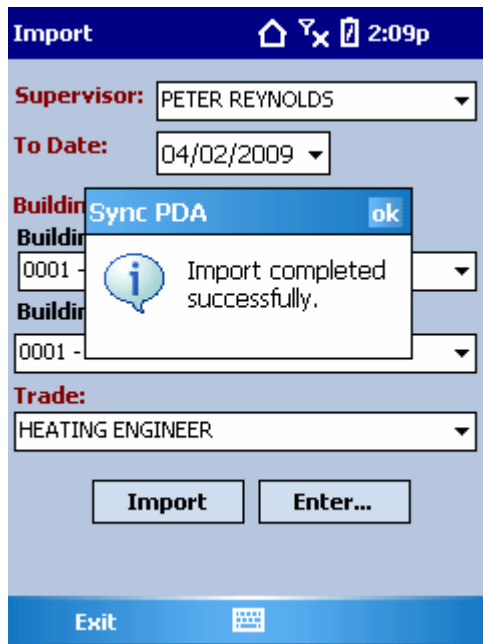 Import 2:09p
Supervisor: PETER REYNOLDS
To Date: 04/02/2009
Sync PDA ok
0001 -
Import completed
successfully.
0001 -
Trade:
HEATING ENGINEER
Import Enter...
Exit